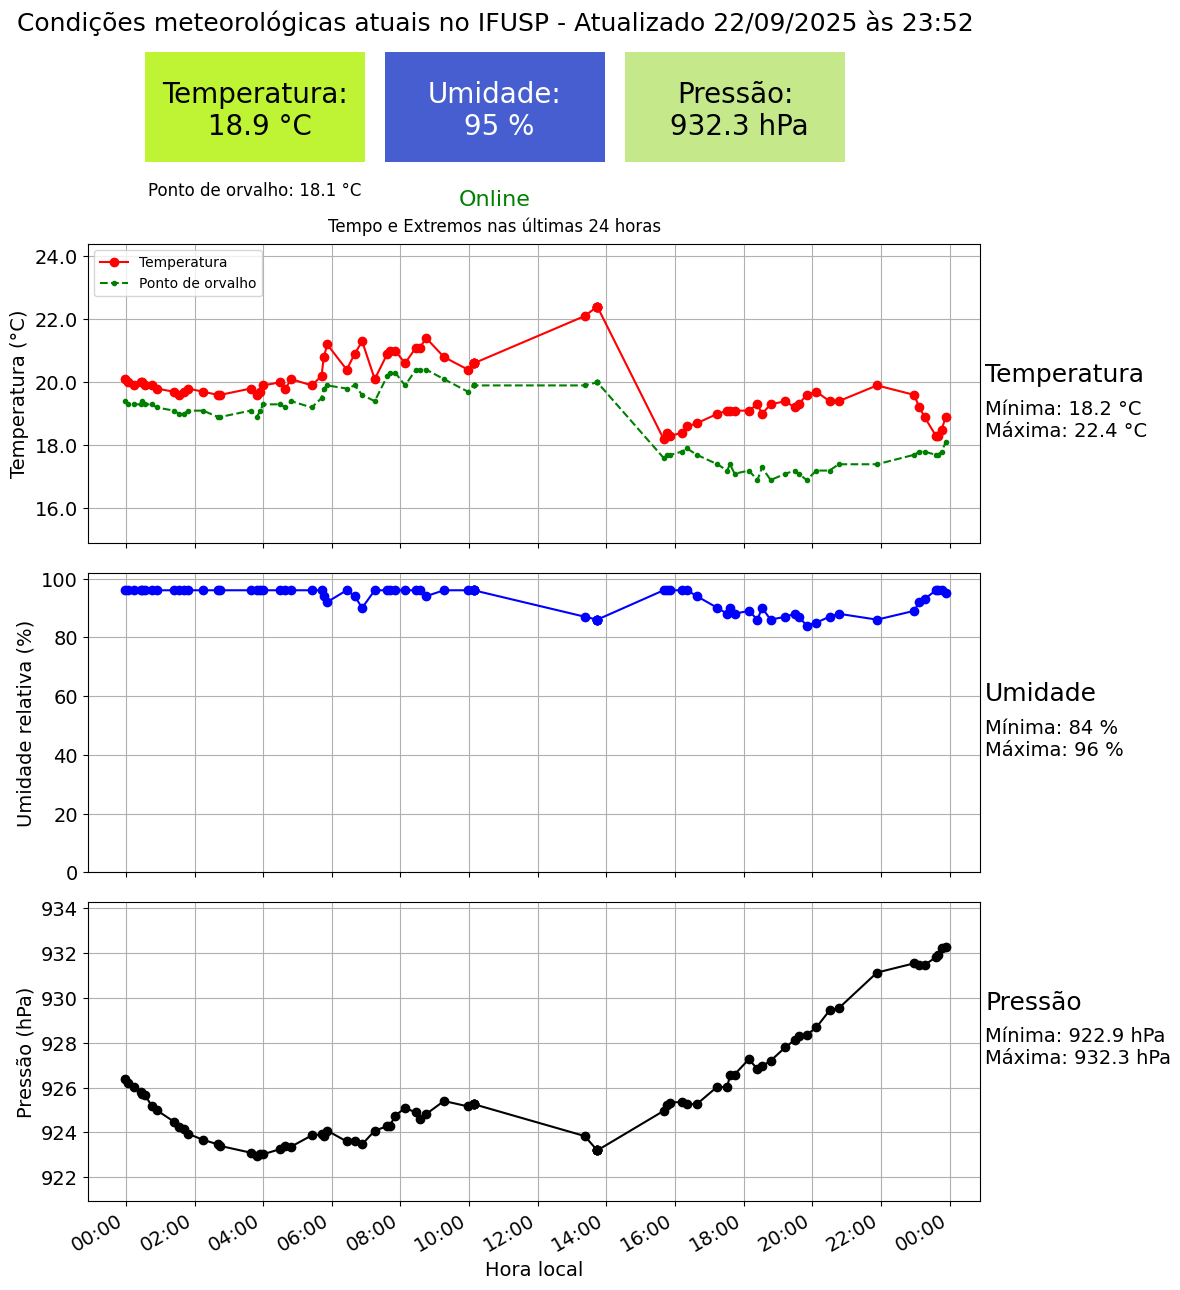 Condições meteorológicas atuais no IFUSP - Atualizado 22/09/2025 às 23:52
Temperatura:
18.9 °C
Umidade:
95 %
Pressão:
932.3 hPa
Ponto de orvalho: 18.1 °C
Online
Tempo e Extremos nas últimas 24 horas
Temperatura (°C)
24.0
22.0
20.0
18.0
16.0
Temperatura
Ponto de orvalho
Temperatura
Mínima: 18.2 °C
Máxima: 22.4 °C
Umidade relativa (%)
100
80
60
40
20
0
Umidade
Mínima: 84 %
Máxima: 96 %
Pressão (hPa)
934
932
930
928
926
924
922
Pressão
Mínima: 922.9 hPa
Máxima: 932.3 hPa
00:00 02:00 04:00 06:00 08:00 10:00 12:00 14:00 16:00 18:00 20:00 22:00 00:00
Hora local